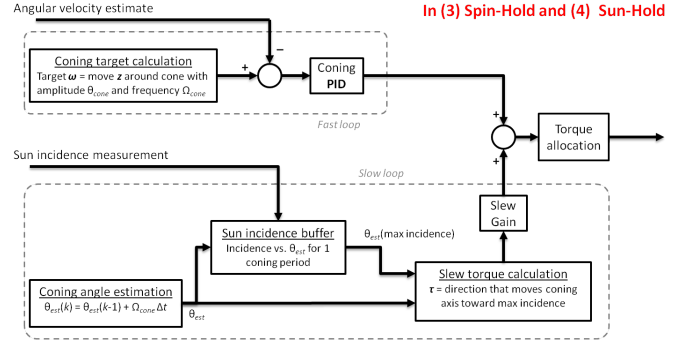 Angular velocity estimate
In (3) Spin-Hold and (4) Sun-Hold
−
Coning target calculation
Target ω = move z around cone with
amplitude θcone and frequency Ωcone
+
Coning
PID
Fast loop
+
+
Torque
allocation
Sun incidence measurement
Slow loop
Slew
Gain
Sun incidence buffer
Incidence vs. θest for 1
coning period
θest(max incidence)
Coning angle estimation
θest(k) = θest(k-1) + Ωcone Δt
θest
Slew torque calculation
τ = direction that moves coning
axis toward max incidence